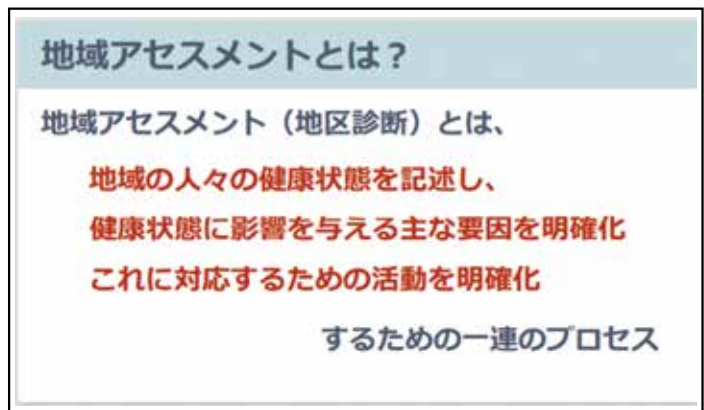 地域アセスメントとは？
地域アセスメント（地区診断）とは、
地域の人々の健康状態を記述し、
健康状態に影響を与える主な要因を明確化
これに対応するための活動を明確化
するための一連のプロセス